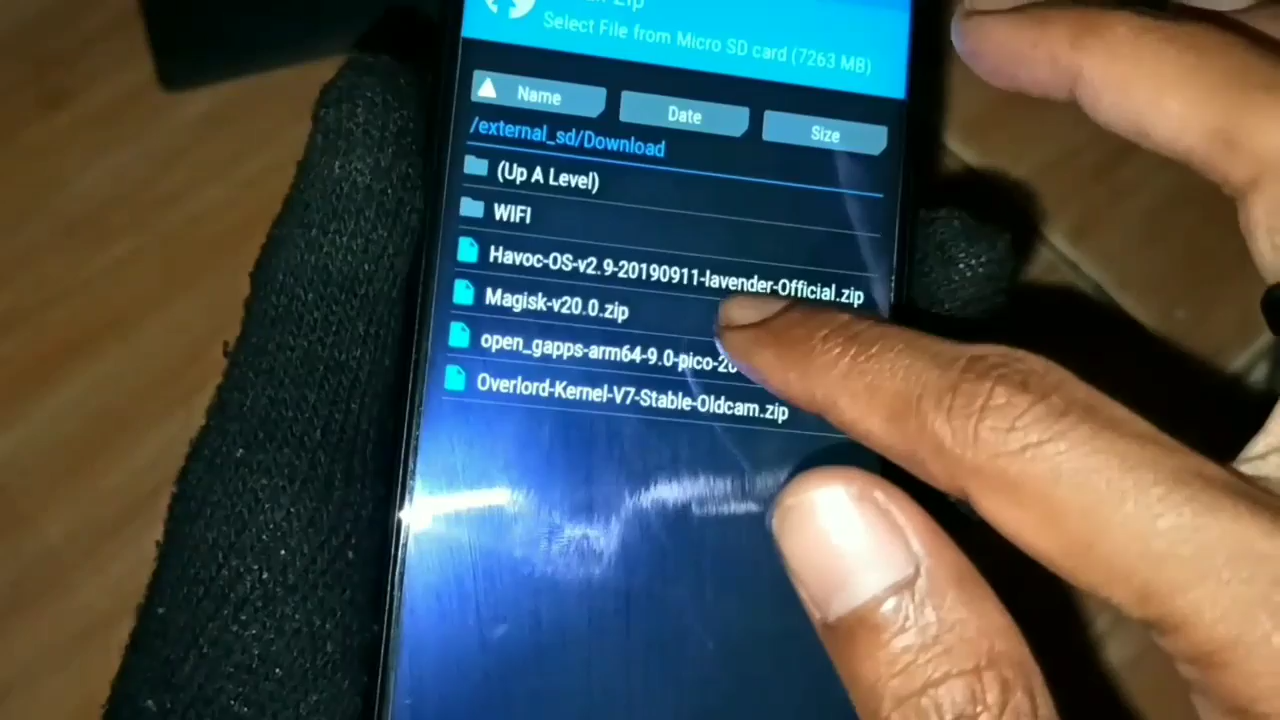 Zip
Select File from Micro SD card (7263 MB)
Name
Date
Size
/external_sd/Download
(Up A Level)
WIFI
Havoc-OS-v2.9-20190911-lavender-Official.zip
Magisk-v20.0.zip
open_gapps-arm64-9.0-pico-20
Overlord-Kernel-V7-Stable-Oldcam.zip